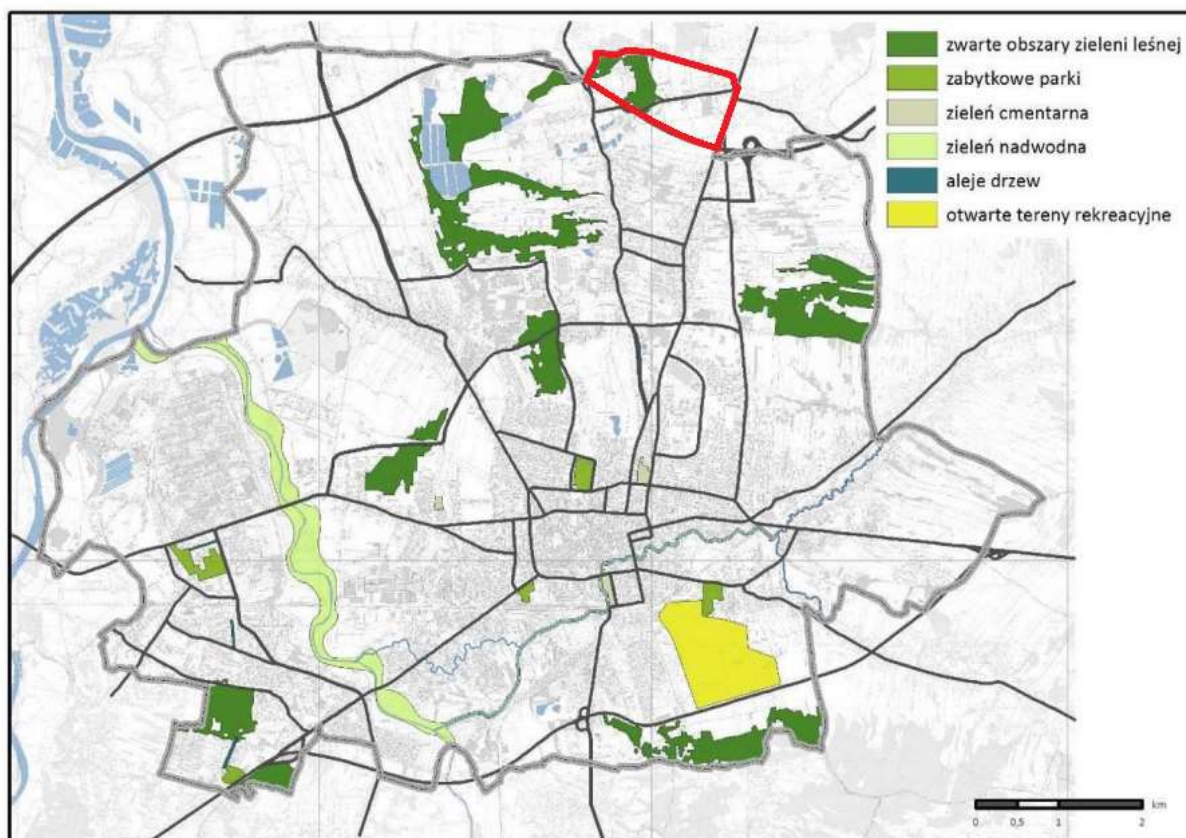 zwarte obszary zieleni leśnej
zabytkowe parki
zieleń cmentarna
zieleń nadwodna
aleje drzew
otwarte tereny rekreacyjne
km
0 0,5 1 2